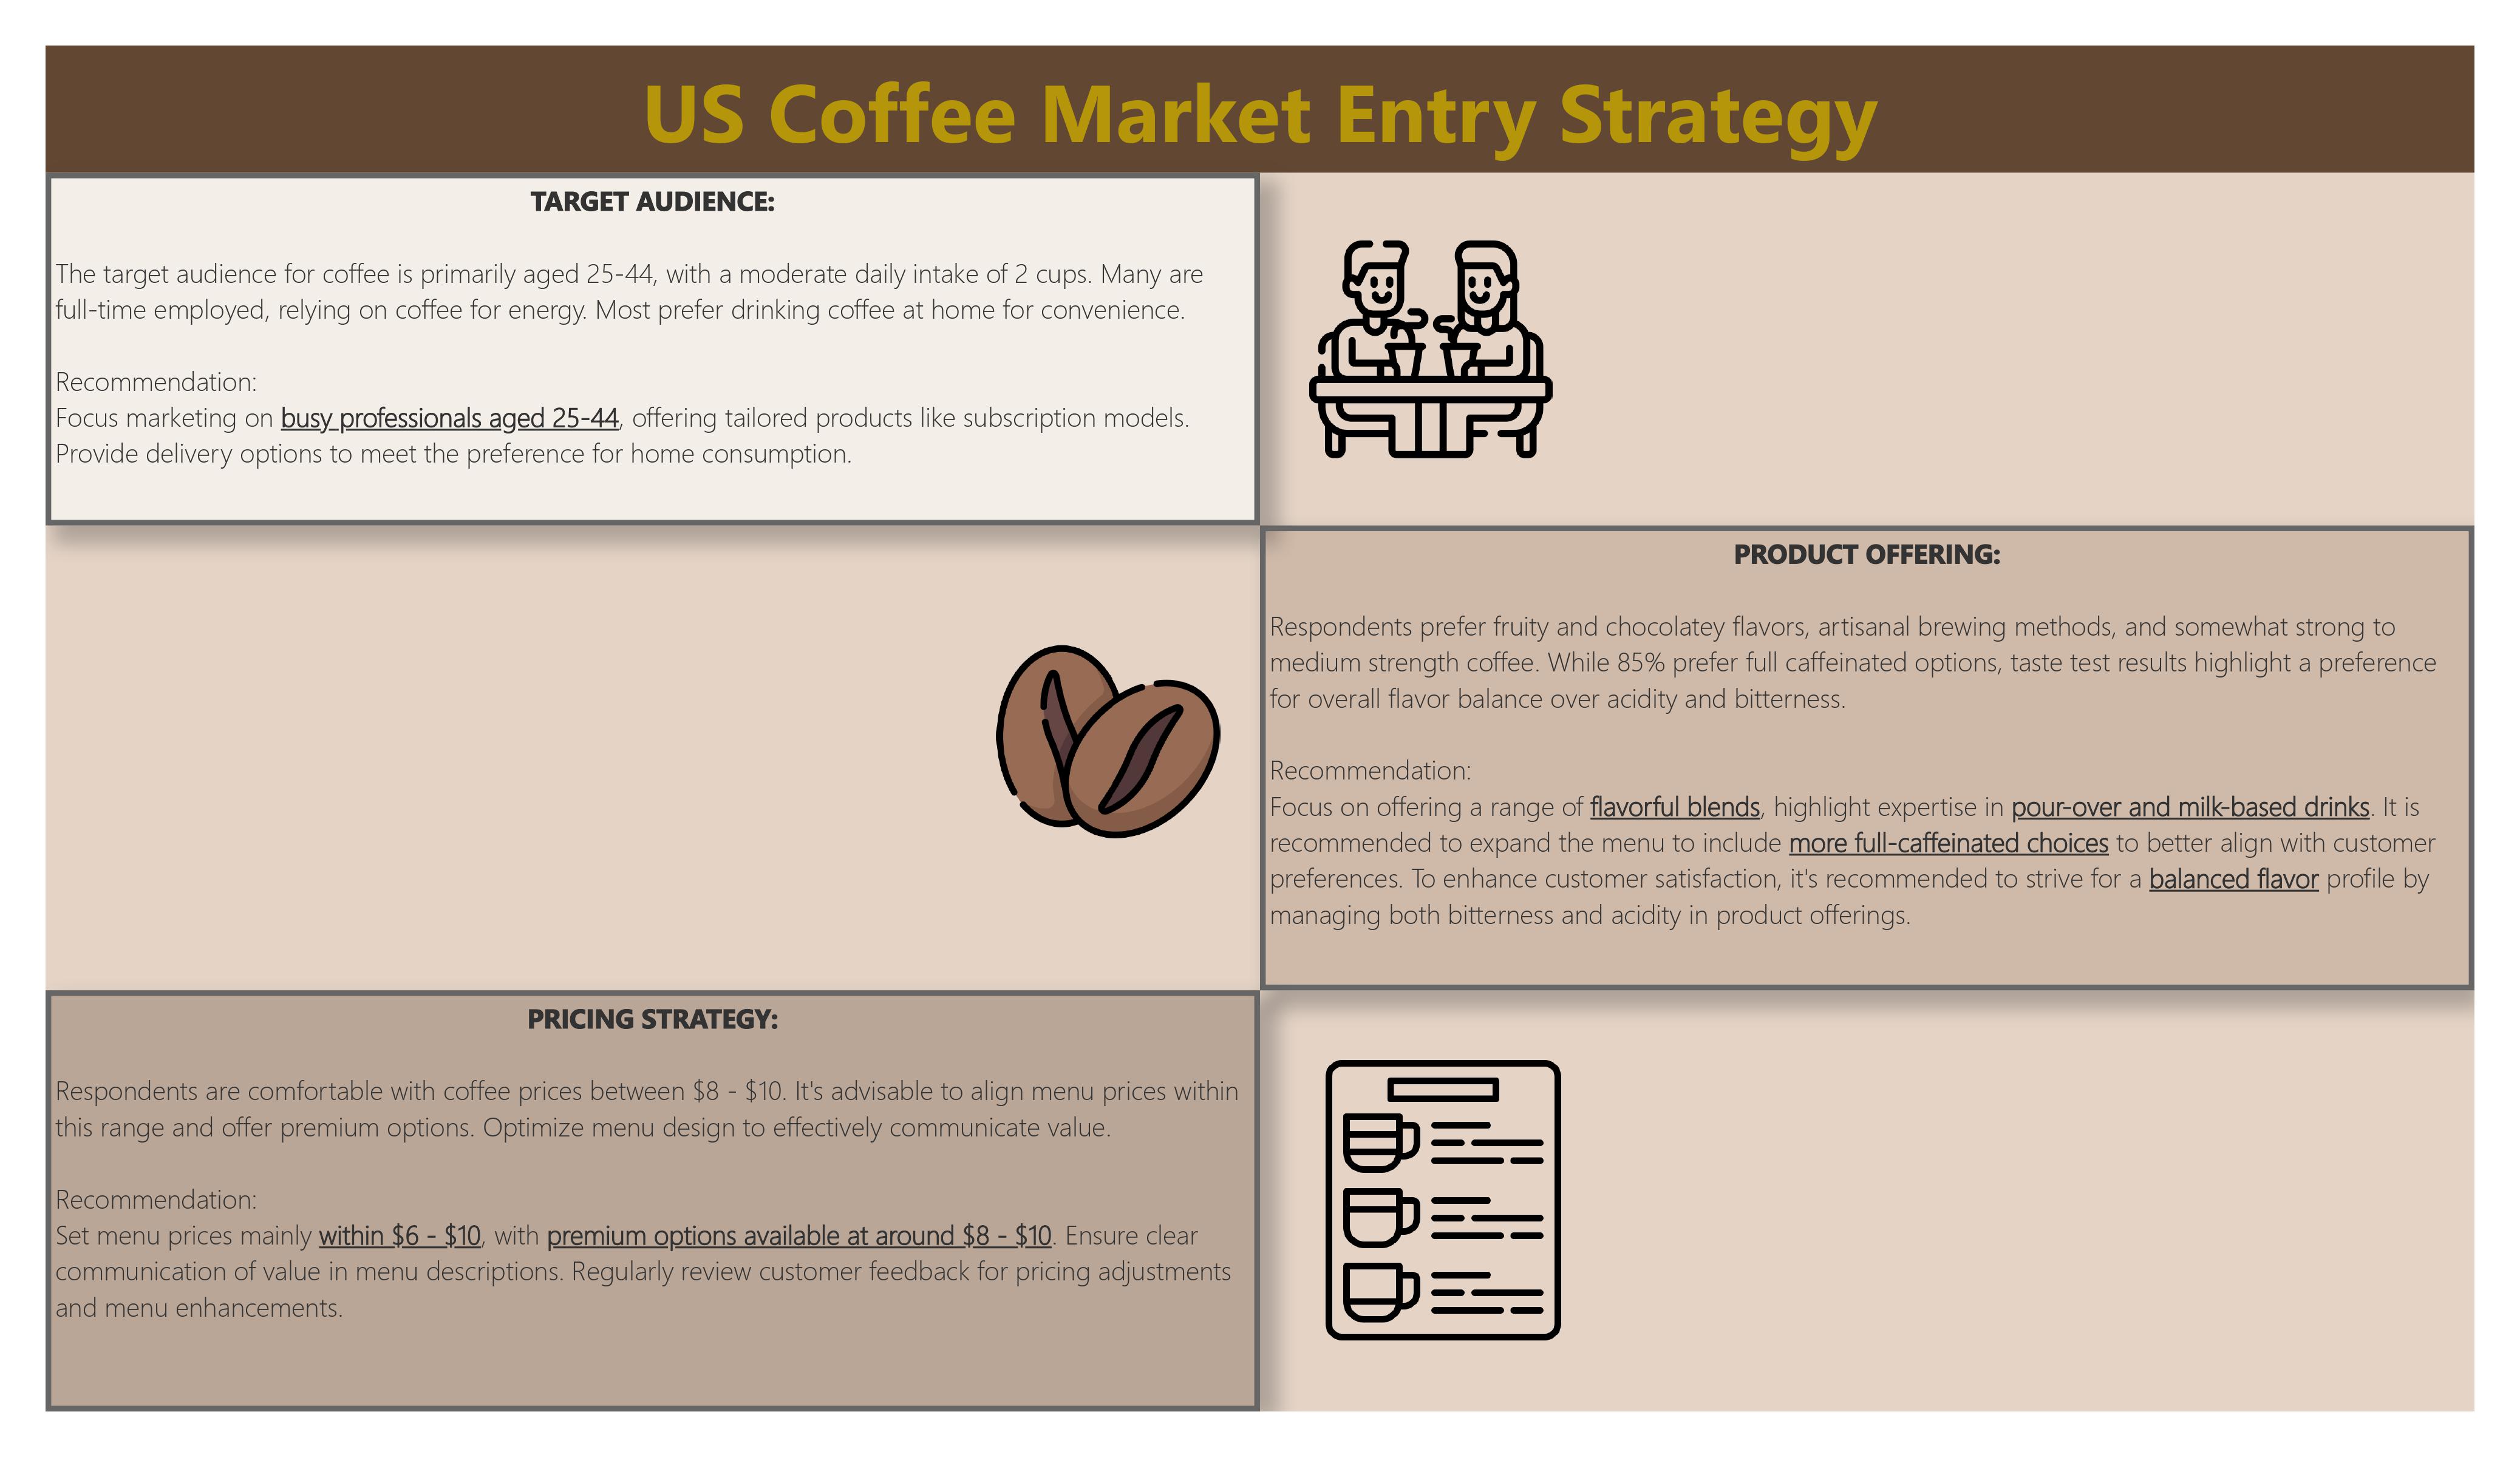 US Coffee Market Entry Strategy
TARGET AUDIENCE:
The target audience for coffee is primarily aged 25-44, with a moderate daily intake of 2 cups. Many are
full-time employed, relying on coffee for energy. Most prefer drinking coffee at home for convenience.
Recommendation:
Focus marketing on busy professionals aged 25-44, offering tailored products like subscription models.
Provide delivery options to meet the preference for home consumption.
PRODUCT OFFERING:
Respondents prefer fruity and chocolatey flavors, artisanal brewing methods, and somewhat strong to
medium strength coffee. While 85% prefer full caffeinated options, taste test results highlight a preference
for overall flavor balance over acidity and bitterness.
Recommendation:
Focus on offering a range of flavorful blends, highlight expertise in pour-over and milk-based drinks. It is
recommended to expand the menu to include more full-caffeinated choices to better align with customer
preferences. To enhance customer satisfaction, it's recommended to strive for a balanced flavor profile by
managing both bitterness and acidity in product offerings.
PRICING STRATEGY:
Respondents are comfortable with coffee prices between $8 - $10. It's advisable to align menu prices within
this range and offer premium options. Optimize menu design to effectively communicate value.
Recommendation:
Set menu prices mainly within $6 - $10, with premium options available at around $8 - $10. Ensure clear
communication of value in menu descriptions. Regularly review customer feedback for pricing adjustments
and menu enhancements.